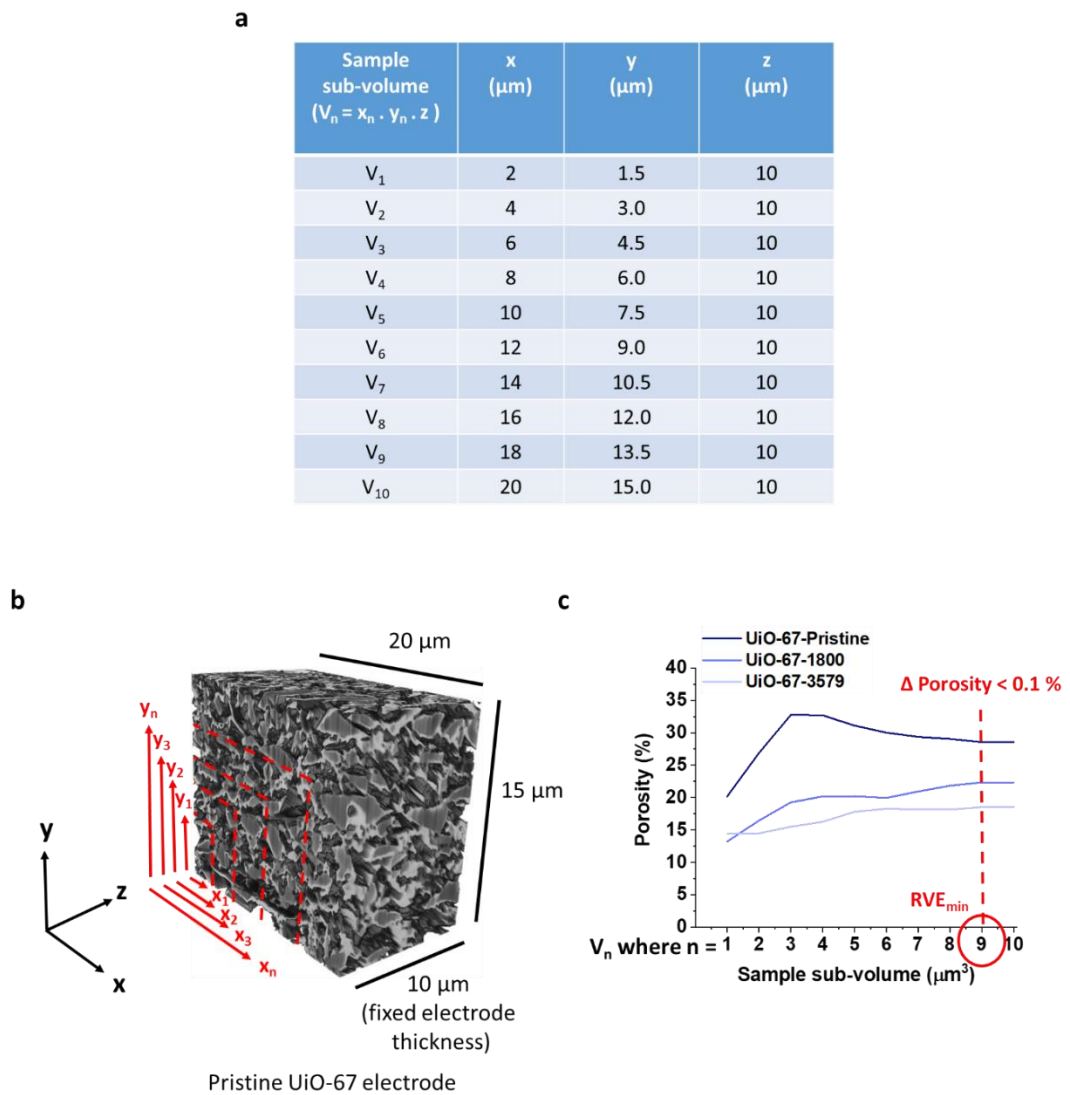 a
Sample sub-volume (Vₙ = xₙ . yₙ . z ) x (μm) y (μm) z (μm)
V₁ 2 1.5 10
V₂ 4 3.0 10
V₃ 6 4.5 10
V₄ 8 6.0 10
V₅ 10 7.5 10
V₆ 12 9.0 10
V₇ 14 10.5 10
V₈ 16 12.0 10
V₉ 18 13.5 10
V₁₀ 20 15.0 10
b
20 μm
15 μm
10 μm
(fixed electrode
thickness)
yₙ
y₃
y₂
y₁
x₁
x₂
x₃
xₙ
y
z
x
Pristine UiO-67 electrode
c
UiO-67-Pristine
UiO-67-1800
UiO-67-3579
Δ Porosity < 0.1 %
RVEₘᵢₙ
Porosity (%)
40
35
30
25
20
15
10
5
0
Vₙ where n = 1 2 3 4 5 6 7 8 9 10
Sample sub-volume (μm³)